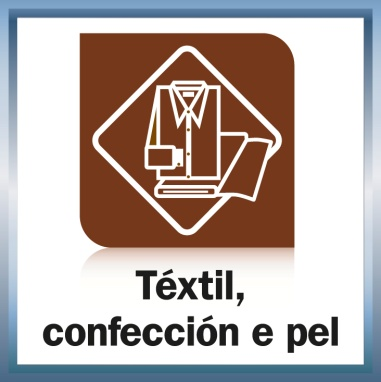 Téxtil,
confección e pel